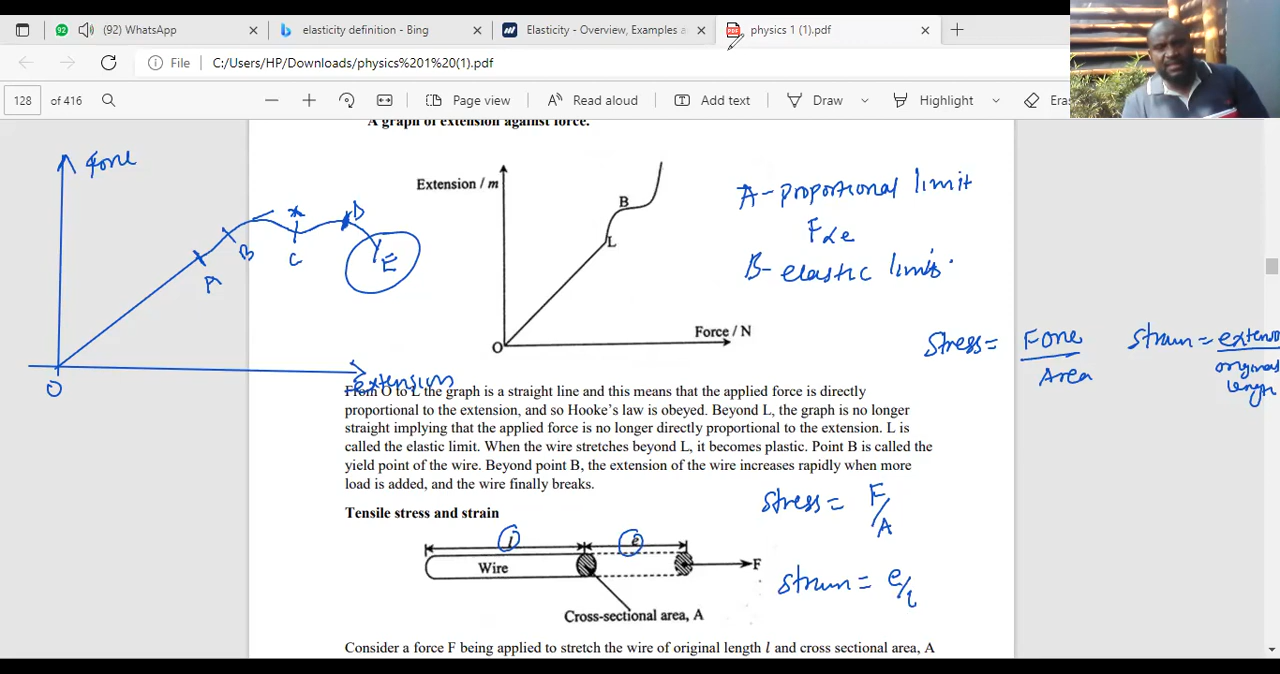 (92) WhatsApp
elasticity definition - Bing
Elasticity - Overview, Examples a
physics 1 (1).pdf
File
C:/Users/HP/Downloads/physics%201%20(1).pdf
128 of 416
Page view
Read aloud
Add text
Draw
Highlight
Eras
A graph of extension against force.
Force
Extension / m
B
L
O
Force / N
A
B
C
D
E
O
extension
x
A - proportional limit
F∝e
B - elastic limit
Stress = Force
Area
Strain = extensio
original
length
From O to L the graph is a straight line and this means that the applied force is directly
proportional to the extension, and so Hooke's law is obeyed. Beyond L, the graph is no longer
straight implying that the applied force is no longer directly proportional to the extension. L is
called the elastic limit. When the wire stretches beyond L, it becomes plastic. Point B is called the
yield point of the wire. Beyond point B, the extension of the wire increases rapidly when more
load is added, and the wire finally breaks.
Tensile stress and strain
l
e
Wire
F
Cross-sectional area, A
Stress = F/A
Strain = e/l
Consider a force F being applied to stretch the wire of original length l and cross sectional area, A